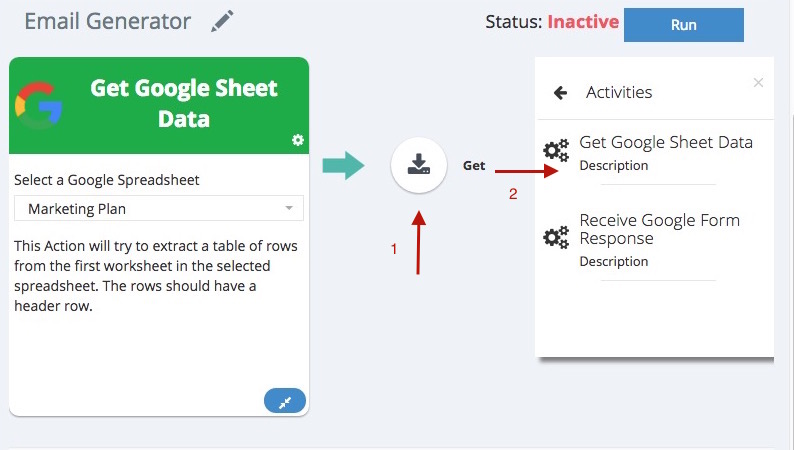 Email Generator
Status: Inactive
Run
Get Google Sheet
Data
Select a Google Spreadsheet
Marketing Plan
This Action will try to extract a table of rows
from the first worksheet in the selected
spreadsheet. The rows should have a
header row.
Get
1
2
Activities
×
Get Google Sheet Data
Description
Receive Google Form
Response
Description